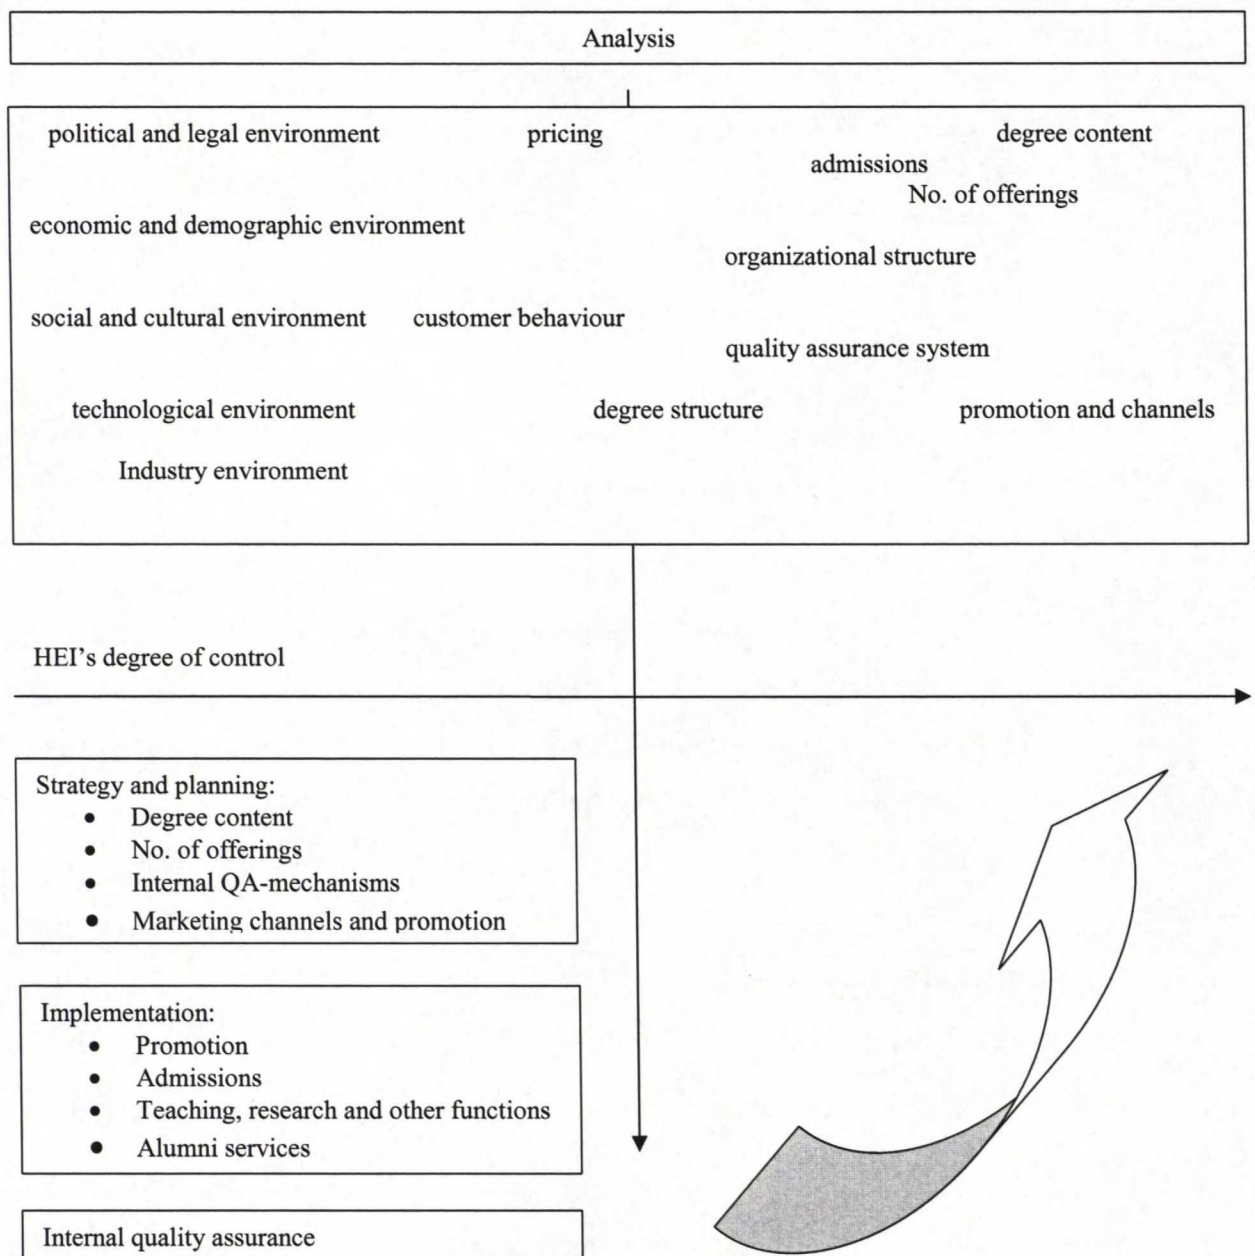 Analysis
political and legal environment pricing degree content
admissions
No. of offerings
economic and demographic environment
organizational structure
social and cultural environment customer behaviour
quality assurance system
technological environment degree structure promotion and channels
Industry environment
HEI's degree of control
Strategy and planning:
• Degree content
• No. of offerings
• Internal QA-mechanisms
• Marketing channels and promotion
Implementation:
• Promotion
• Admissions
• Teaching, research and other functions
• Alumni services
Internal quality assurance